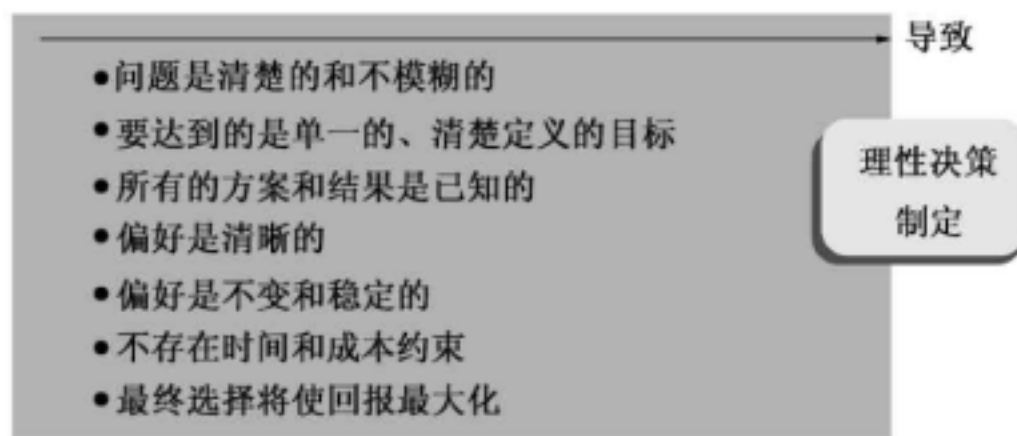 导致
●问题是清楚的和不模糊的
●要达到的是单一的、清楚定义的目标
●所有的方案和结果是已知的
●偏好是清晰的
●偏好是不变和稳定的
●不存在时间和成本约束
●最终选择将使回报最大化
理性决策
制定